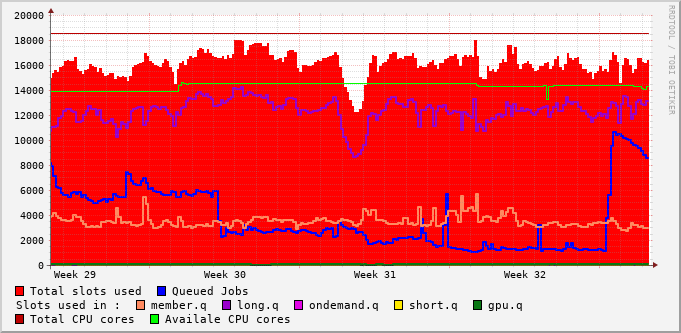 RRDTOOL / TOBI OETIKER
20000
18000
16000
14000
12000
10000
8000
6000
4000
2000
0
Week 29 Week 30 Week 31 Week 32
Total slots used Queued Jobs
Slots used in : member.q long.q ondemand.q short.q gpu.q
Total CPU cores Availale CPU cores